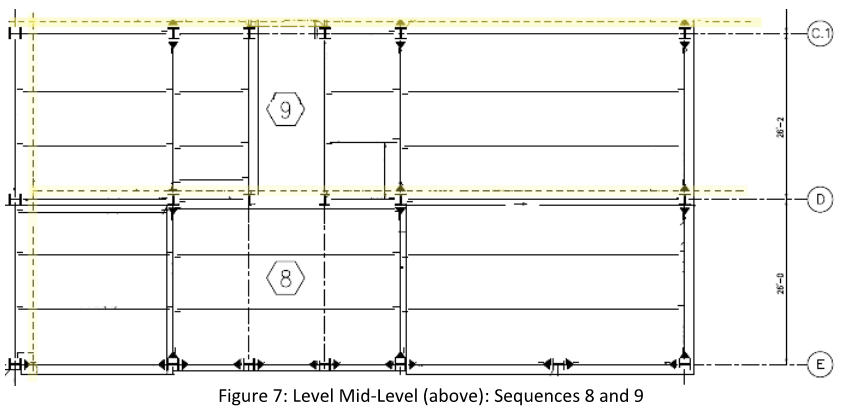 C.1
9
26'-2
D
8
26'-0
E
Figure 7: Level Mid-Level (above): Sequences 8 and 9